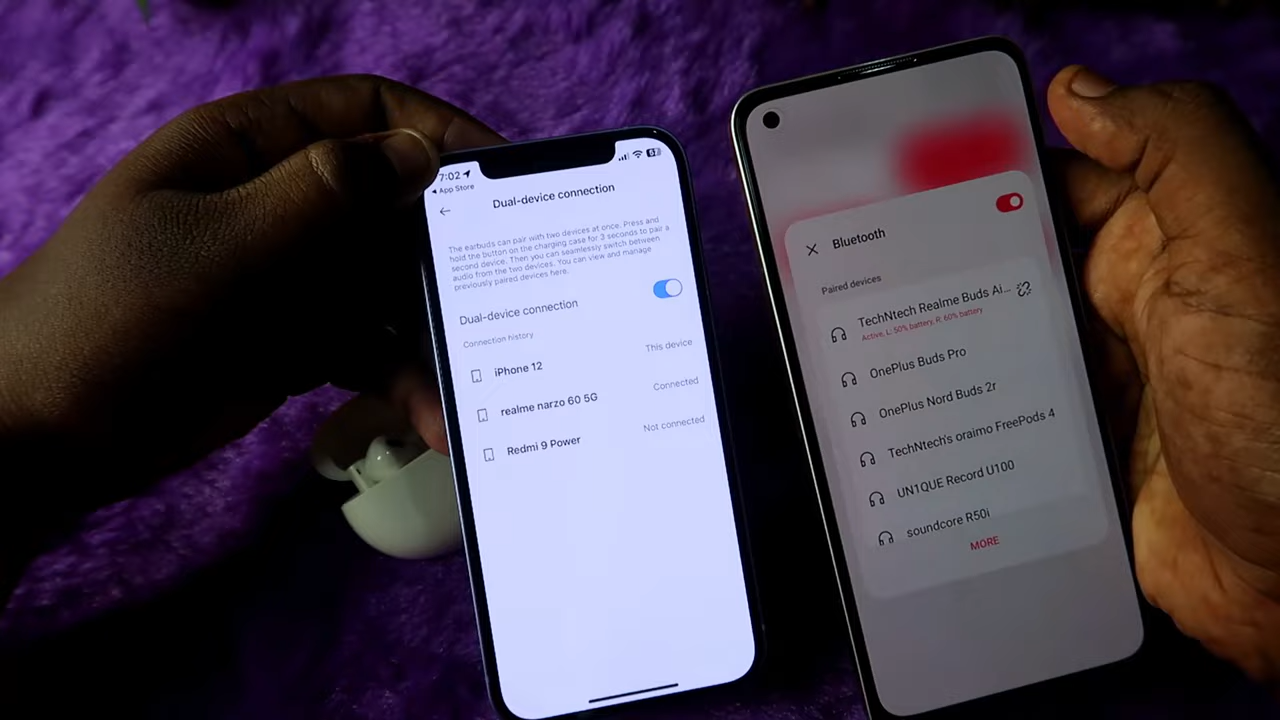 7:02
57
App Store
Dual-device connection
The earbuds can pair with two devices at once. Press and
hold the button on the charging case for 3 seconds to pair a
second device. Then you can seamlessly switch between
audio from the two devices. You can view and manage
previously paired devices here.
Dual-device connection
Connection history
iPhone 12
This device
realme narzo 60 5G
Connected
Redmi 9 Power
Not connected
Bluetooth
Paired devices
TechNtech Realme Buds Ai...
Active, L: 50% battery, R: 60% battery
OnePlus Buds Pro
OnePlus Nord Buds 2r
TechNtech's oraimo FreePods 4
UN1QUE Record U100
soundcore R50i
MORE